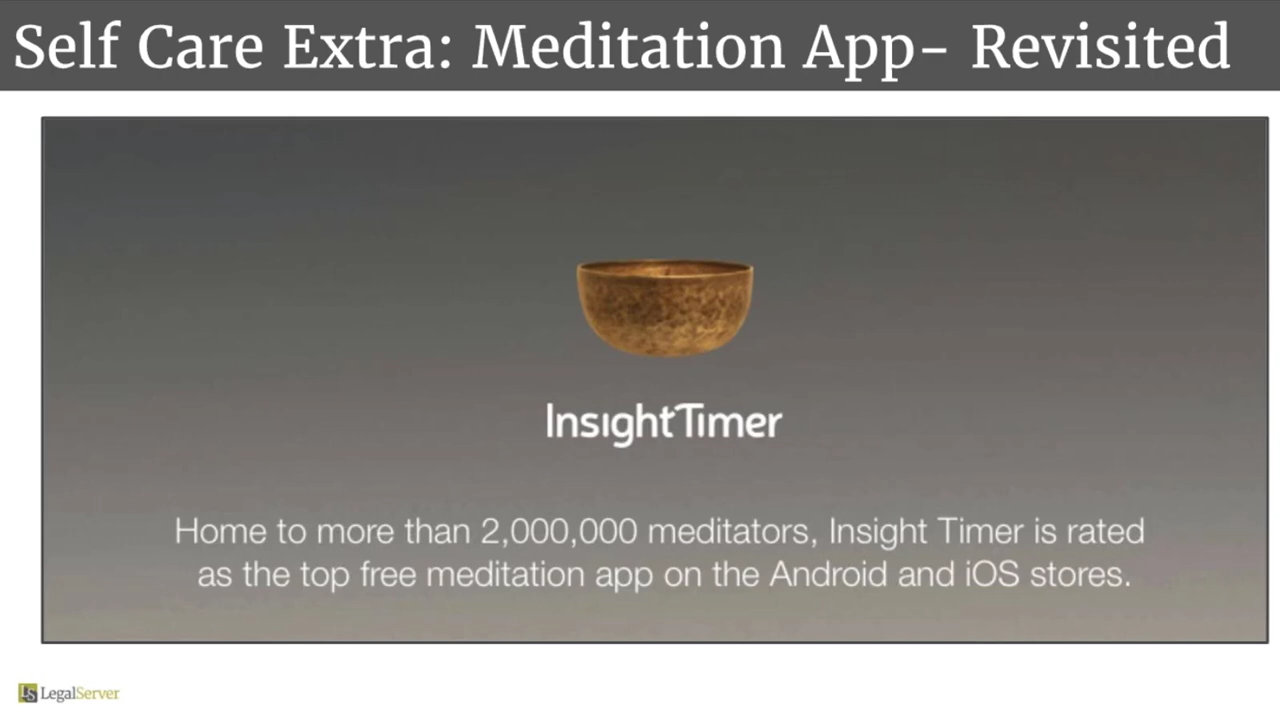 Self Care Extra: Meditation App– Revisited
InsightTimer
Home to more than 2,000,000 meditators, Insight Timer is rated
as the top free meditation app on the Android and iOS stores.
LS LegalServer